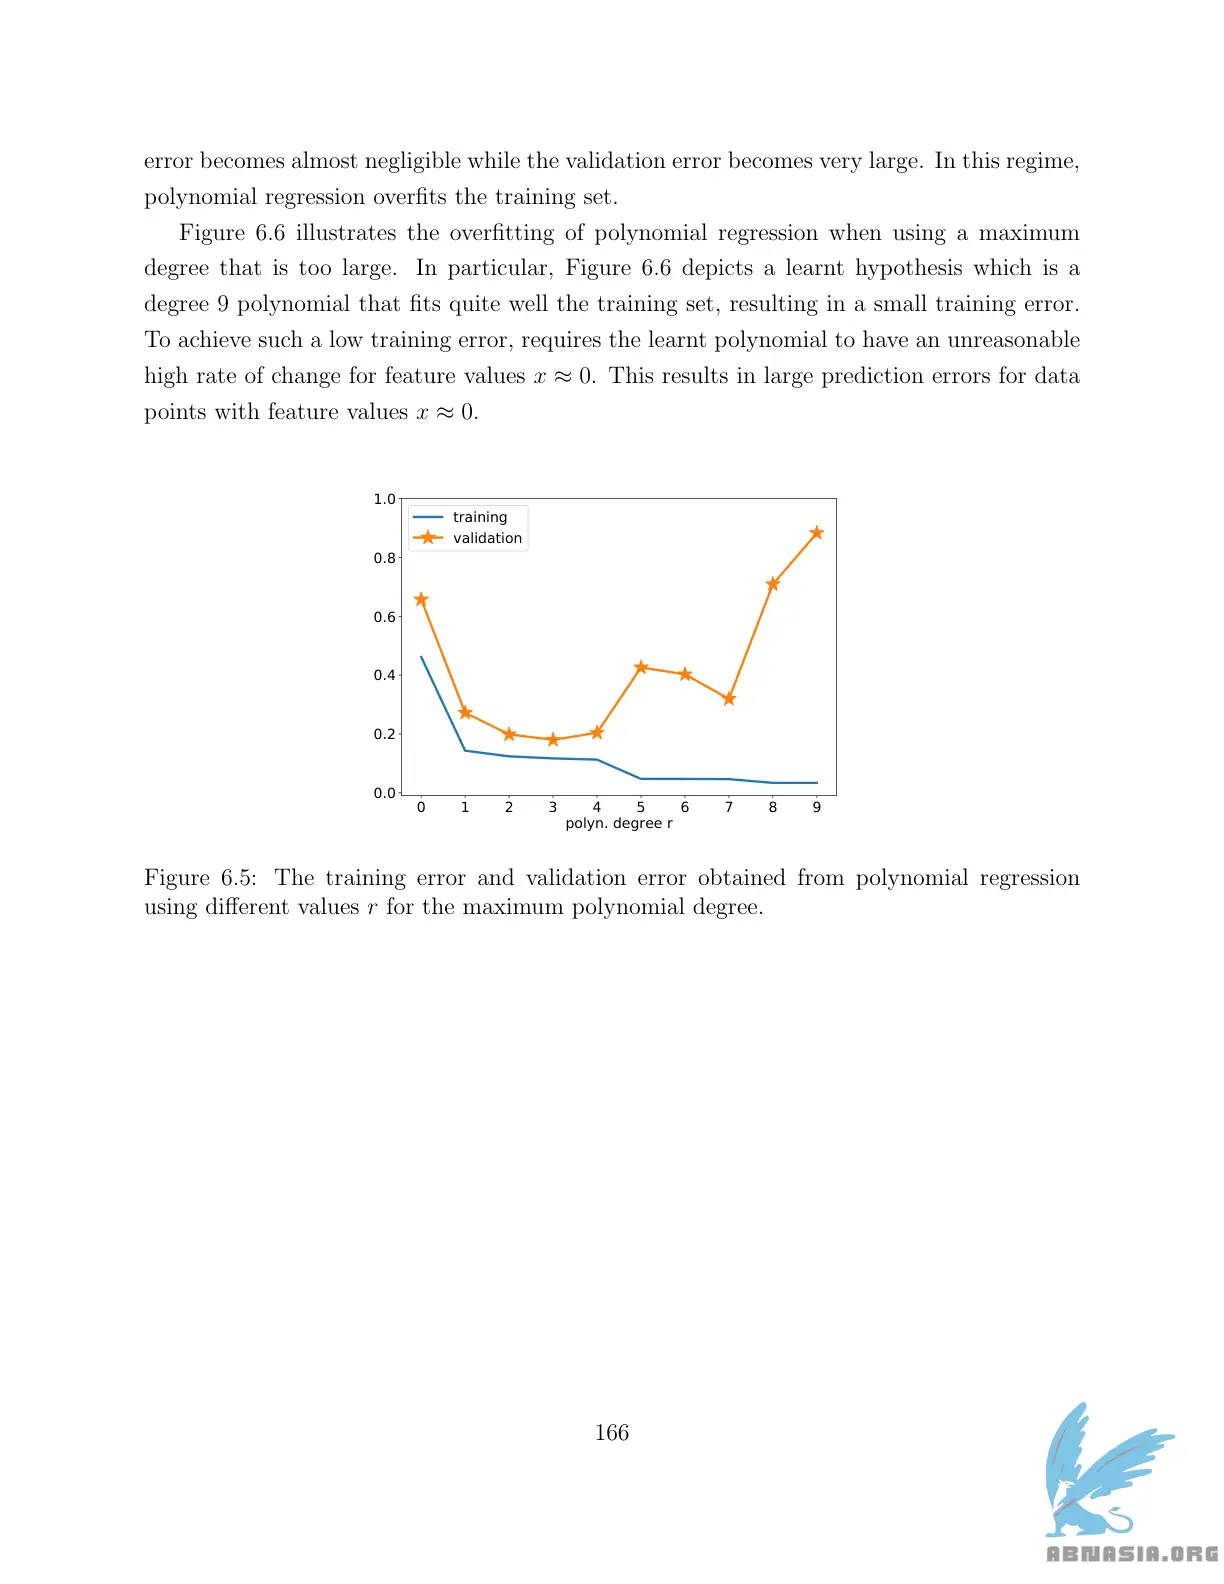 error becomes almost negligible while the validation error becomes very large. In this regime,
polynomial regression overfits the training set.
Figure 6.6 illustrates the overfitting of polynomial regression when using a maximum
degree that is too large. In particular, Figure 6.6 depicts a learnt hypothesis which is a
degree 9 polynomial that fits quite well the training set, resulting in a small training error.
To achieve such a low training error, requires the learnt polynomial to have an unreasonable
high rate of change for feature values x ≈ 0. This results in large prediction errors for data
points with feature values x ≈ 0.
1.0
training
validation
0.8
0.6
0.4
0.2
0.0
0 1 2 3 4 5 6 7 8 9
polyn. degree r
Figure 6.5: The training error and validation error obtained from polynomial regression
using different values r for the maximum polynomial degree.
166
ABNASIA.ORG